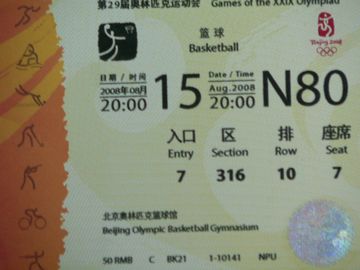 第29届奥林匹克运动会 Games of the XXIX Olympiad
篮球
Basketball
Beijing 2008
日期 / 时间 Date / Time
2008年08月 15 Aug.2008 N80
20:00 20:00
入口 区 排 座席
Entry Section Row Seat
7 316 10 7
北京奥林匹克篮球馆
Beijing Olympic Basketball Gymnasium
50 RMB C BK21 1-10141 NPU